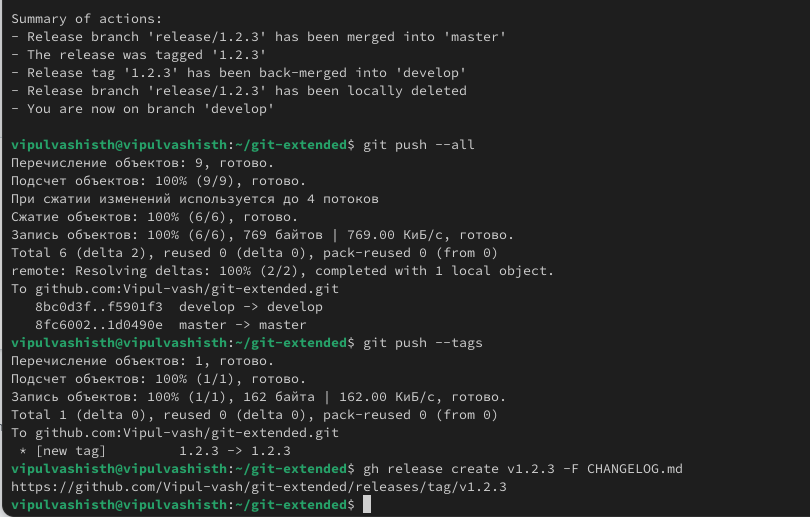 Summary of actions:
- Release branch 'release/1.2.3' has been merged into 'master'
- The release was tagged '1.2.3'
- Release tag '1.2.3' has been back-merged into 'develop'
- Release branch 'release/1.2.3' has been locally deleted
- You are now on branch 'develop'
vipulvashisth@vipulvashisth:~/git-extended$ git push --all
Перечисление объектов: 9, готово.
Подсчет объектов: 100% (9/9), готово.
При сжатии изменений используется до 4 потоков
Сжатие объектов: 100% (6/6), готово.
Запись объектов: 100% (6/6), 769 байтов | 769.00 КиБ/с, готово.
Total 6 (delta 2), reused 0 (delta 0), pack-reused 0 (from 0)
remote: Resolving deltas: 100% (2/2), completed with 1 local object.
To github.com:Vipul-vash/git-extended.git
   8bc0d3f..f5901f3  develop -> develop
   8fc6002..1d0490e  master -> master
vipulvashisth@vipulvashisth:~/git-extended$ git push --tags
Перечисление объектов: 1, готово.
Подсчет объектов: 100% (1/1), готово.
Запись объектов: 100% (1/1), 162 байта | 162.00 КиБ/с, готово.
Total 1 (delta 0), reused 0 (delta 0), pack-reused 0 (from 0)
To github.com:Vipul-vash/git-extended.git
 * [new tag]         1.2.3 -> 1.2.3
vipulvashisth@vipulvashisth:~/git-extended$ gh release create v1.2.3 -F CHANGELOG.md
https://github.com/Vipul-vash/git-extended/releases/tag/v1.2.3
vipulvashisth@vipulvashisth:~/git-extended$